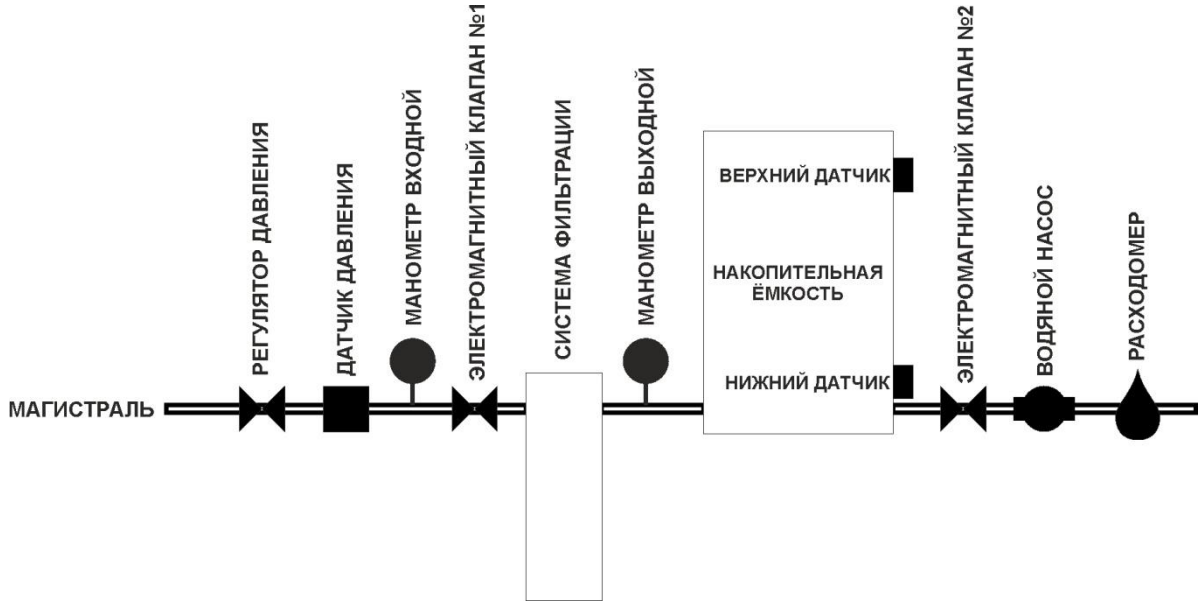 МАГИСТРАЛЬ
РЕГУЛЯТОР ДАВЛЕНИЯ
ДАТЧИК ДАВЛЕНИЯ
МАНОМЕТР ВХОДНОЙ
ЭЛЕКТРОМАГНИТНЫЙ КЛАПАН №1
СИСТЕМА ФИЛЬТРАЦИИ
МАНОМЕТР ВЫХОДНОЙ
ВЕРХНИЙ ДАТЧИК
НАКОПИТЕЛЬНАЯ
ЁМКОСТЬ
НИЖНИЙ ДАТЧИК
ЭЛЕКТРОМАГНИТНЫЙ КЛАПАН №2
ВОДЯНОЙ НАСОС
РАСХОДОМЕР